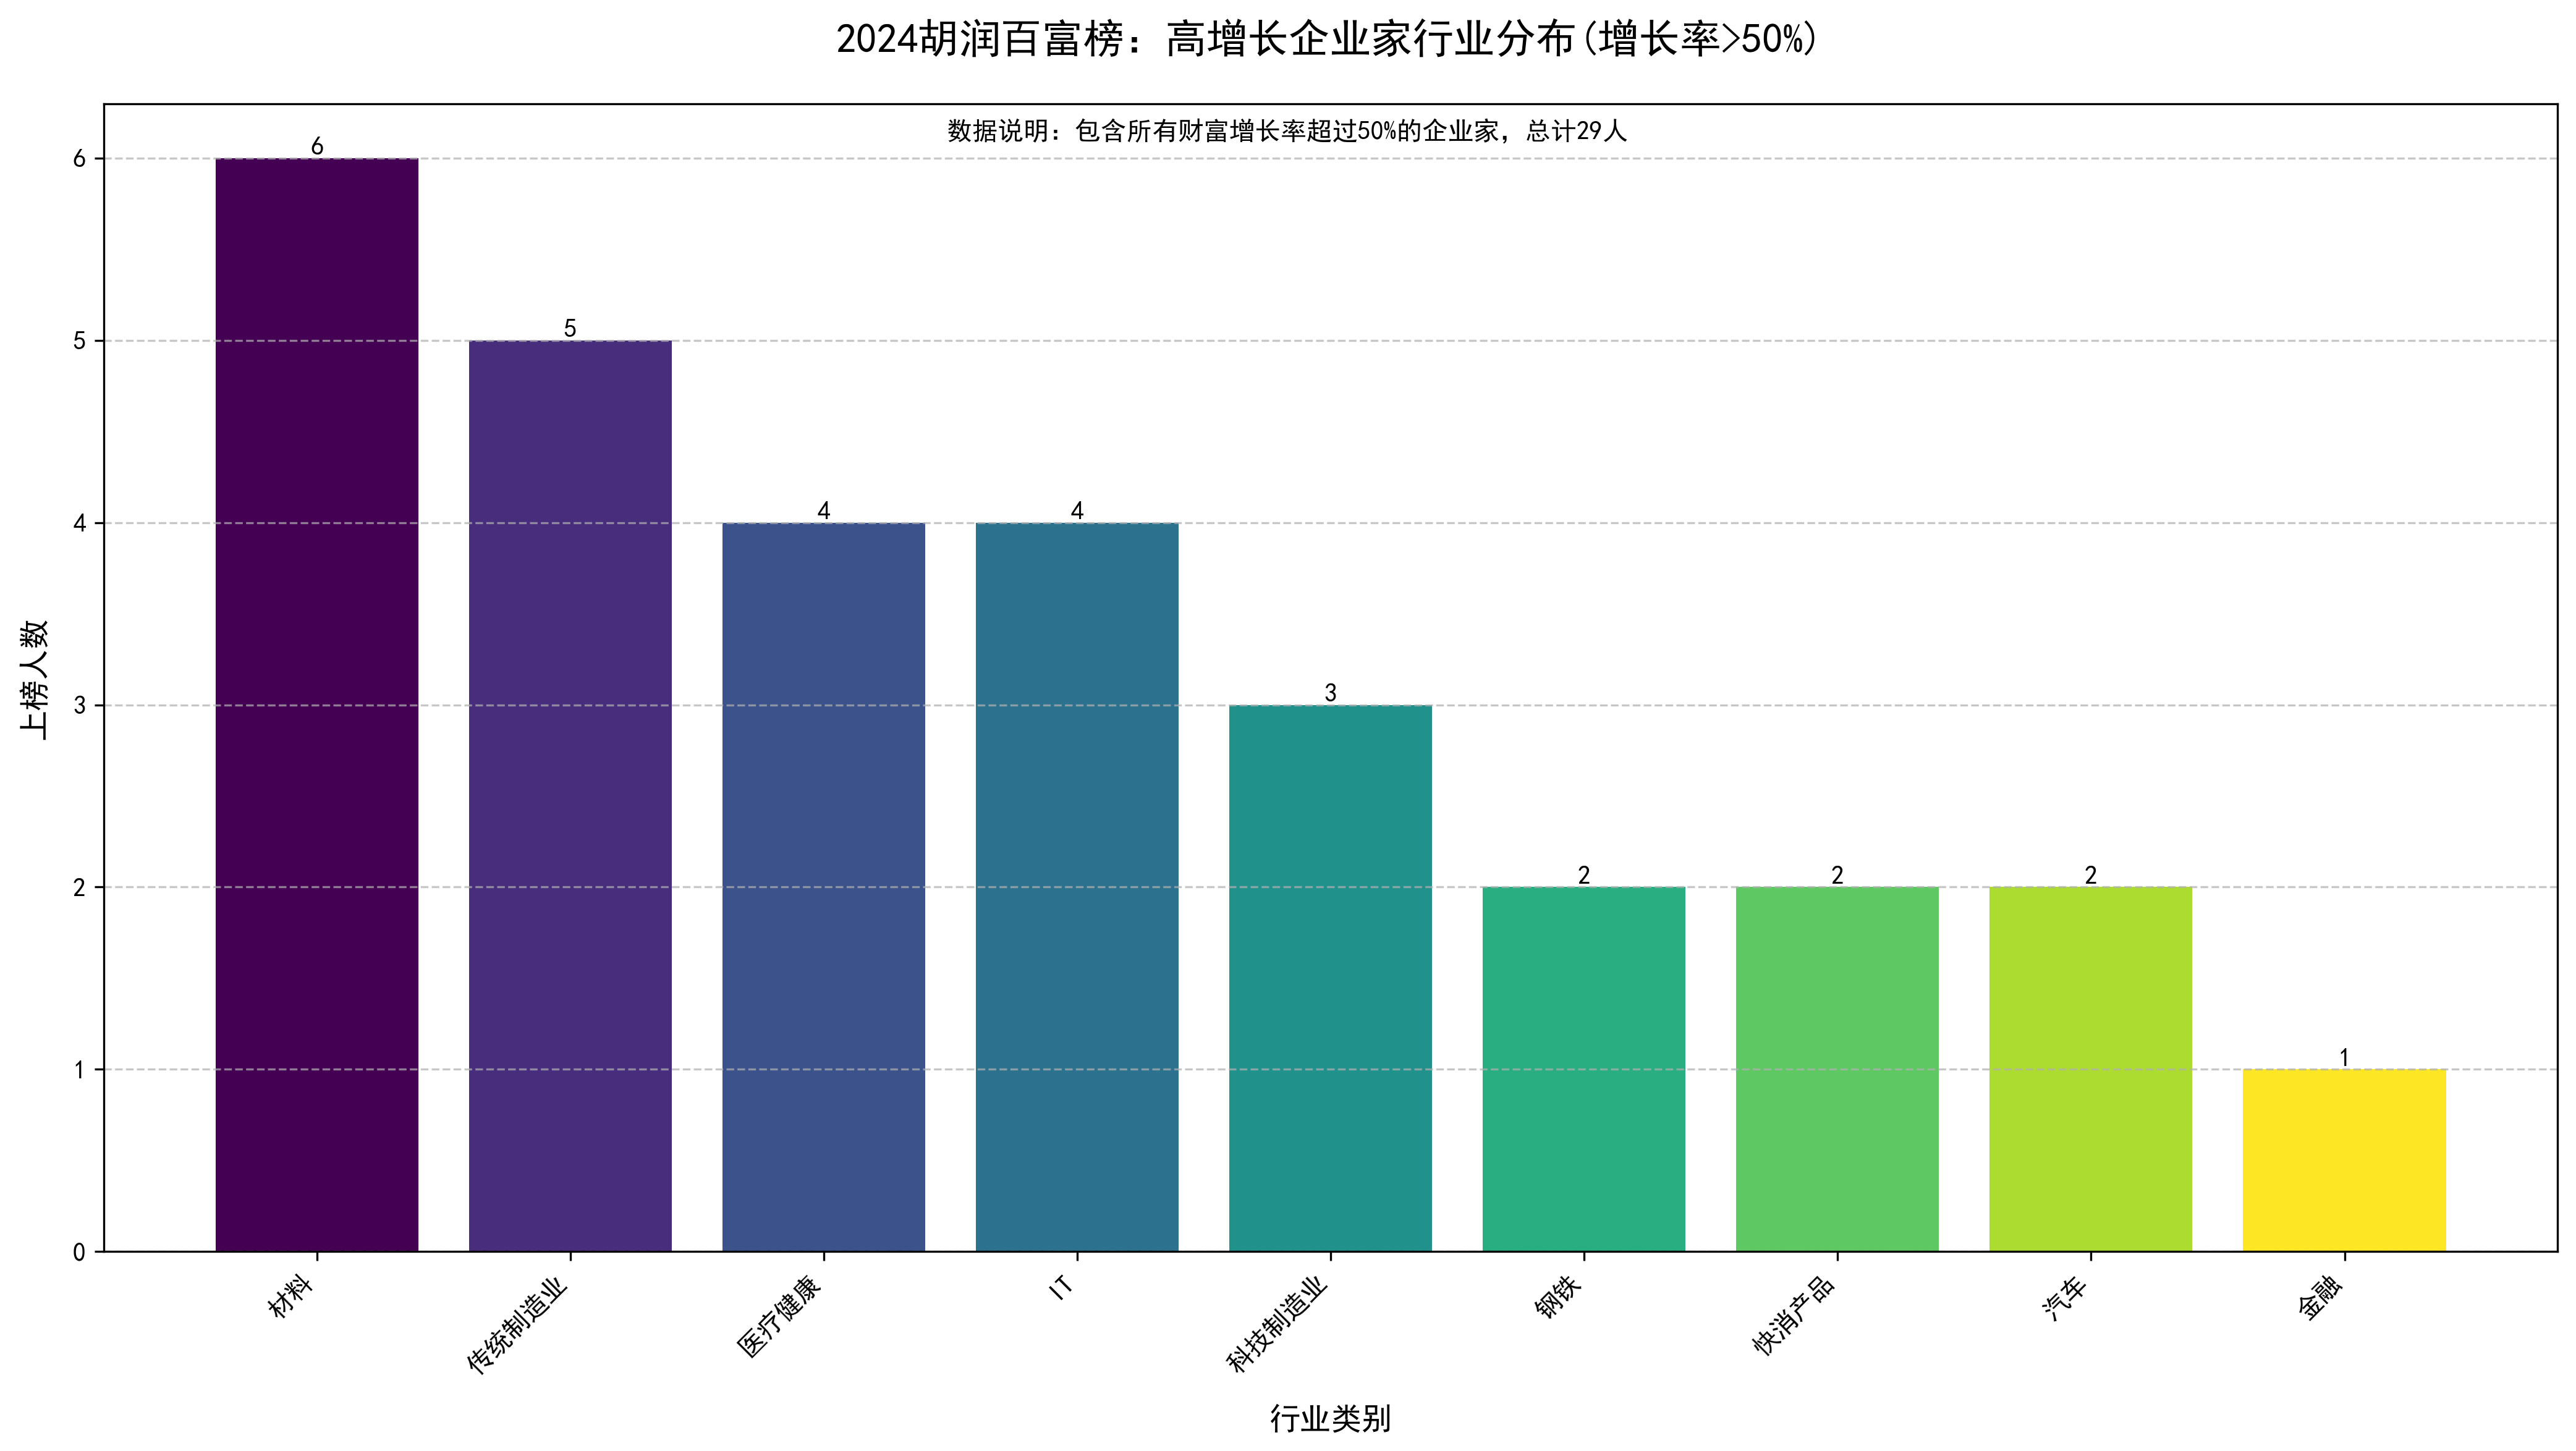 2024胡润百富榜：高增长企业家行业分布(增长率>50%)
数据说明：包含所有财富增长率超过50%的企业家，总计29人
上榜人数
6
5
4
3
2
1
0
6
5
4
4
3
2
2
2
1
材料
传统制造业
医疗健康
IT
科技制造业
钢铁
快消产品
汽车
金融
行业类别